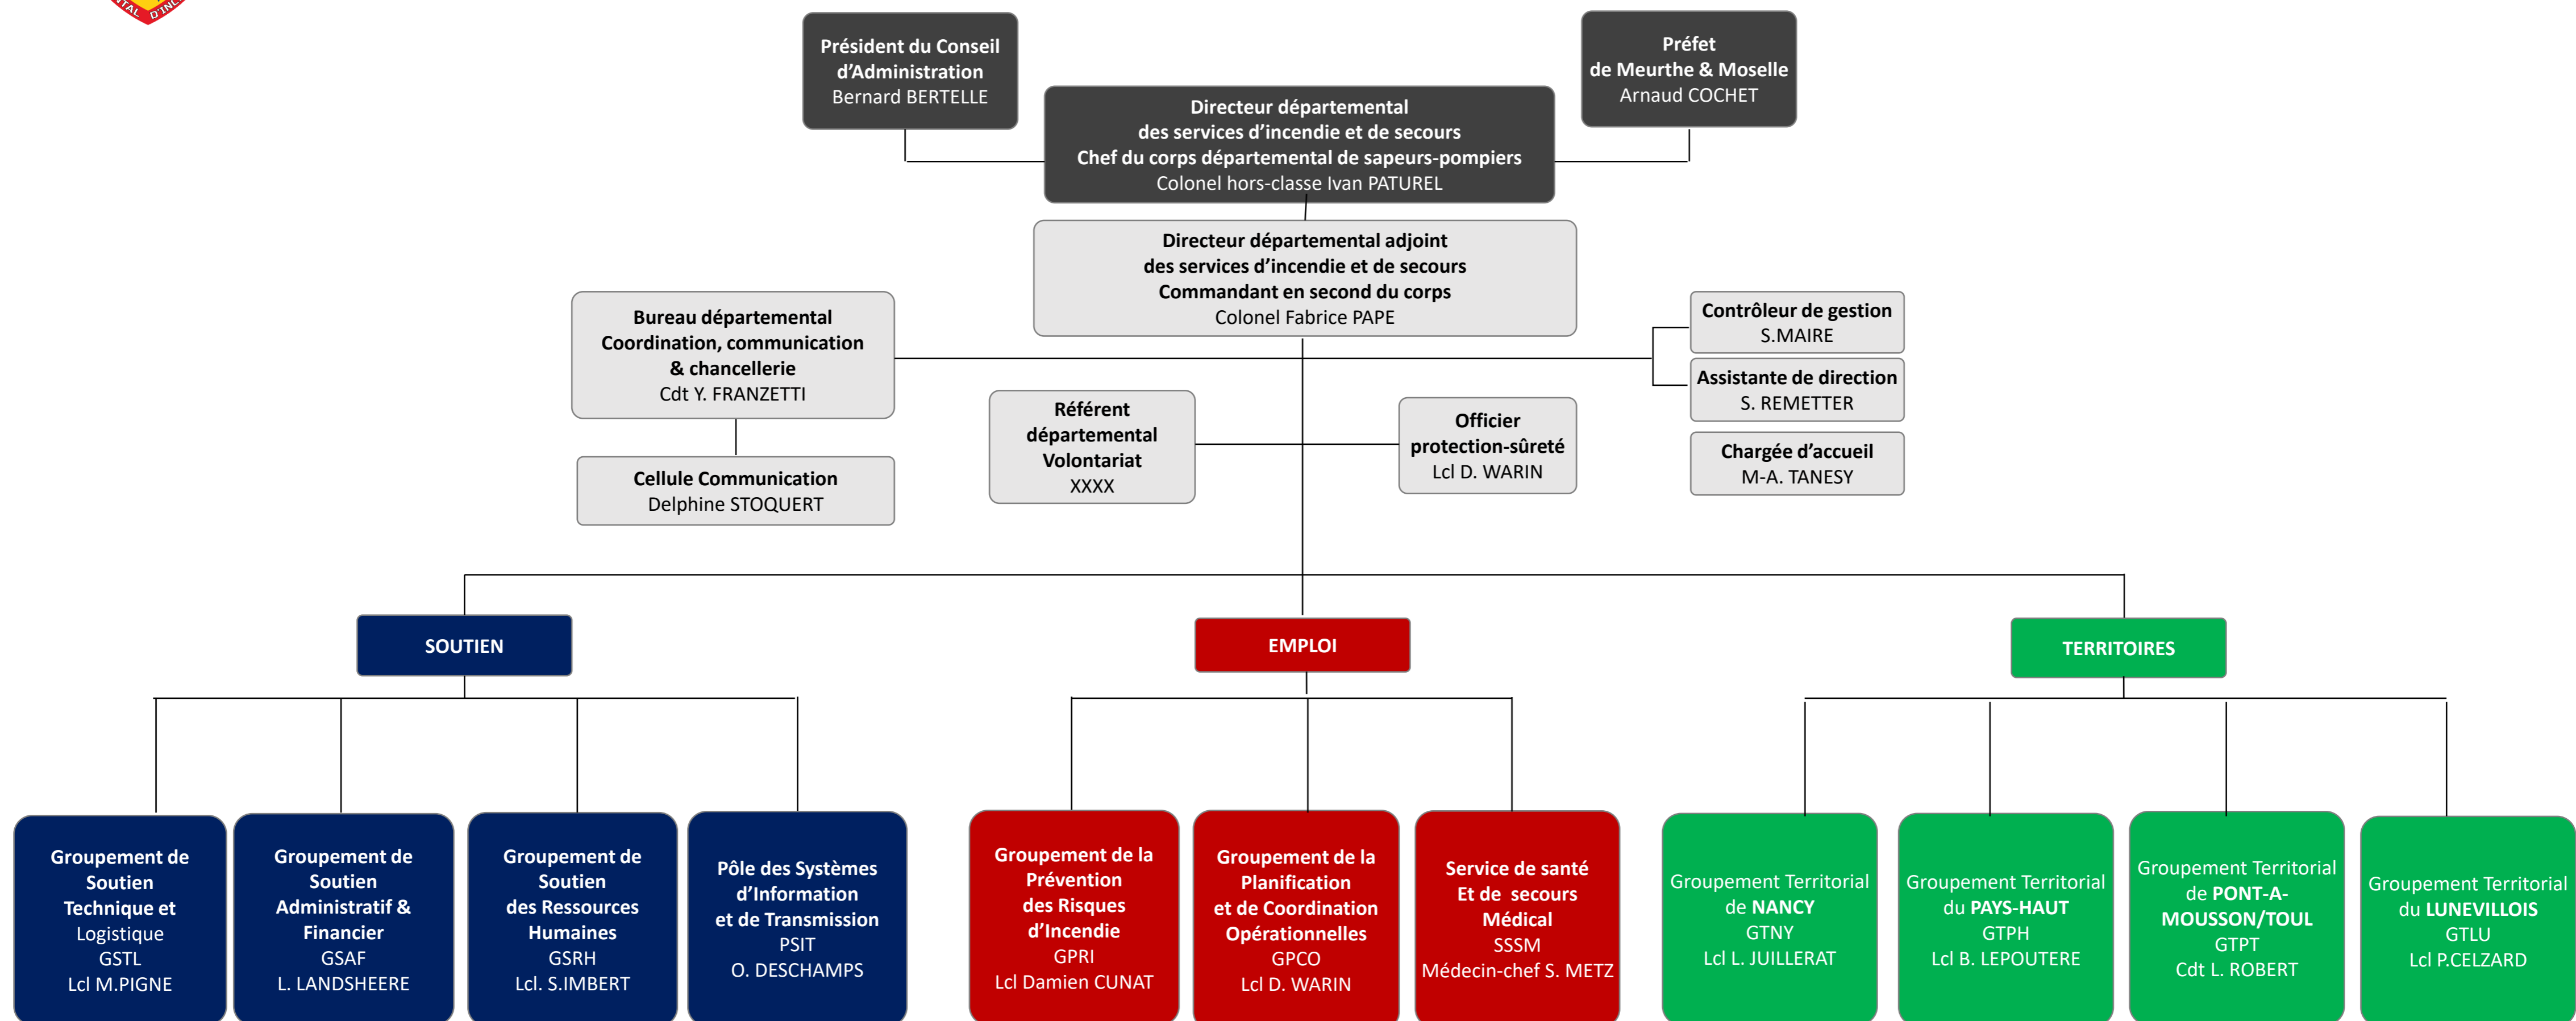 ENTAL D'INC
Président du Conseil
d'Administration
Bernard BERTELLE
Préfet
de Meurthe & Moselle
Arnaud COCHET
Directeur départemental
des services d'incendie et de secours
Chef du corps départemental de sapeurs-pompiers
Colonel hors-classe Ivan PATUREL
Directeur départemental adjoint
des services d'incendie et de secours
Commandant en second du corps
Colonel Fabrice PAPE
Bureau départemental
Coordination, communication
& chancellerie
Cdt Y. FRANZETTI
Cellule Communication
Delphine STOQUERT
Référent
départemental
Volontariat
XXXX
Officier
protection-sûreté
Lcl D. WARIN
Contrôleur de gestion
S.MAIRE
Assistante de direction
S. REMETTER
Chargée d'accueil
M-A. TANESY
SOUTIEN
EMPLOI
TERRITOIRES
Groupement de
Soutien
Technique et
Logistique
GSTL
Lcl M.PIGNE
Groupement de
Soutien
Administratif &
Financier
GSAF
L. LANDSHEERE
Groupement de
Soutien
des Ressources
Humaines
GSRH
Lcl. S.IMBERT
Pôle des Systèmes
d'Information
et de Transmission
PSIT
O. DESCHAMPS
Groupement de la
Prévention
des Risques
d'Incendie
GPRI
Lcl Damien CUNAT
Groupement de la
Planification
et de Coordination
Opérationnelles
GPCO
Lcl D. WARIN
Service de santé
Et de secours
Médical
SSSM
Médecin-chef S. METZ
Groupement Territorial
de NANCY
GTNY
Lcl L. JUILLERAT
Groupement Territorial
du PAYS-HAUT
GTPH
Lcl B. LEPOUTERE
Groupement Territorial
de PONT-A-
MOUSSON/TOUL
GTPT
Cdt L. ROBERT
Groupement Territorial
du LUNEVILLOIS
GTLU
Lcl P.CELZARD